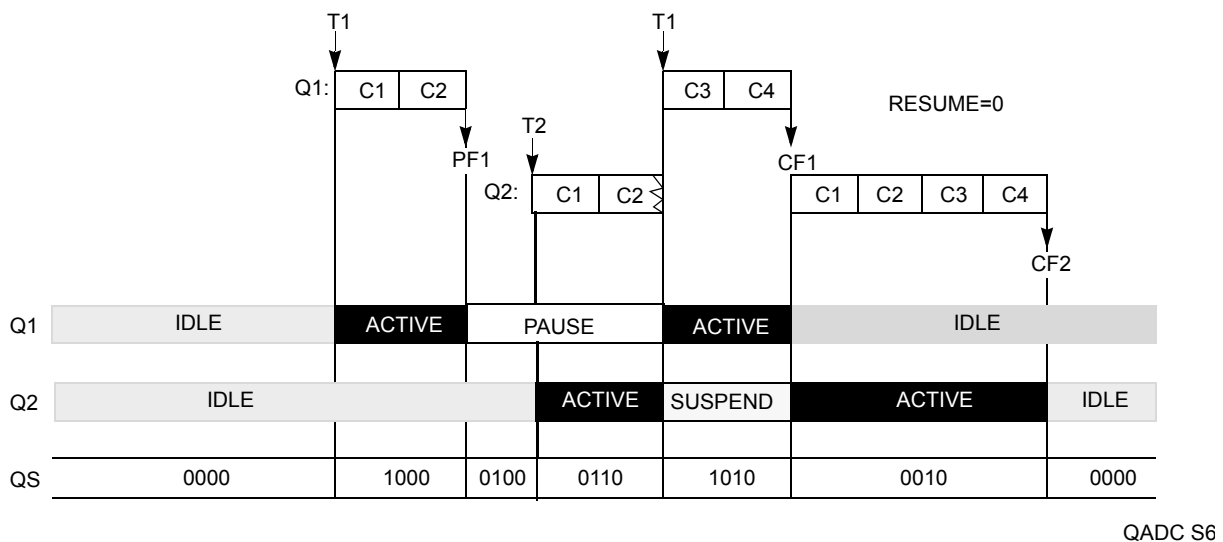 T1 T1
Q1: C1 C2 C3 C4 RESUME=0
T2
PF1 CF1
Q2: C1 C2 C1 C2 C3 C4
CF2
Q1 IDLE ACTIVE PAUSE ACTIVE IDLE
Q2 IDLE ACTIVE SUSPEND ACTIVE IDLE
QS 0000 1000 0100 0110 1010 0010 0000
QADC S6